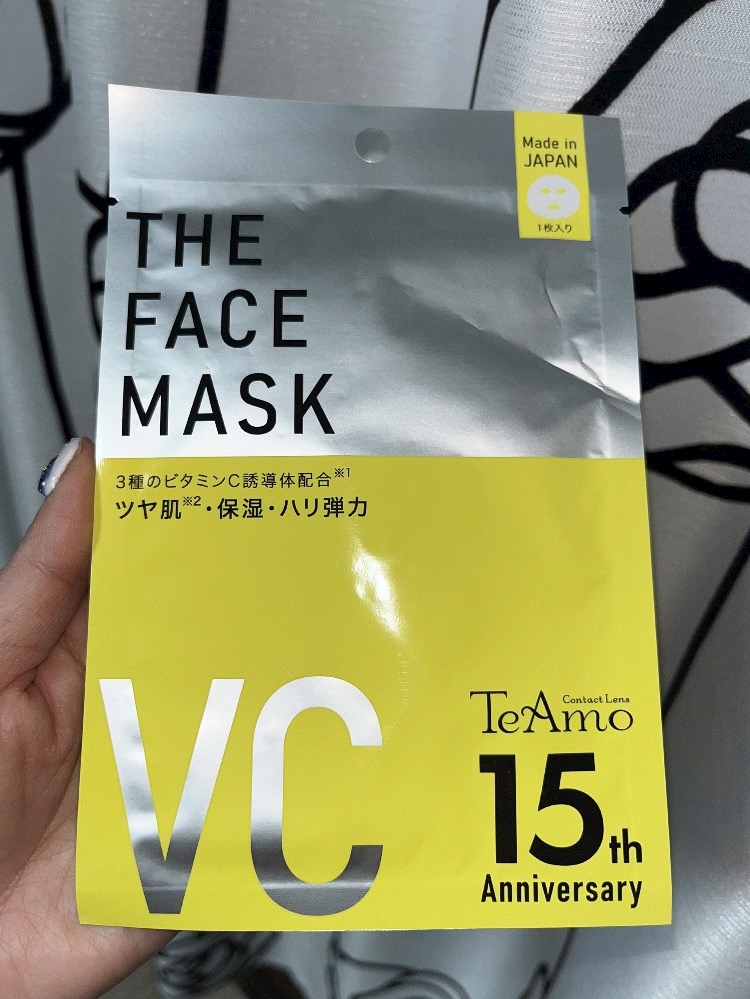 Made in
JAPAN
1枚入り
THE
FACE
MASK
3種のビタミンC誘導体配合※1
ツヤ肌※2・保湿・ハリ弾力
VC
Contact Lens
TeAmo
15th
Anniversary